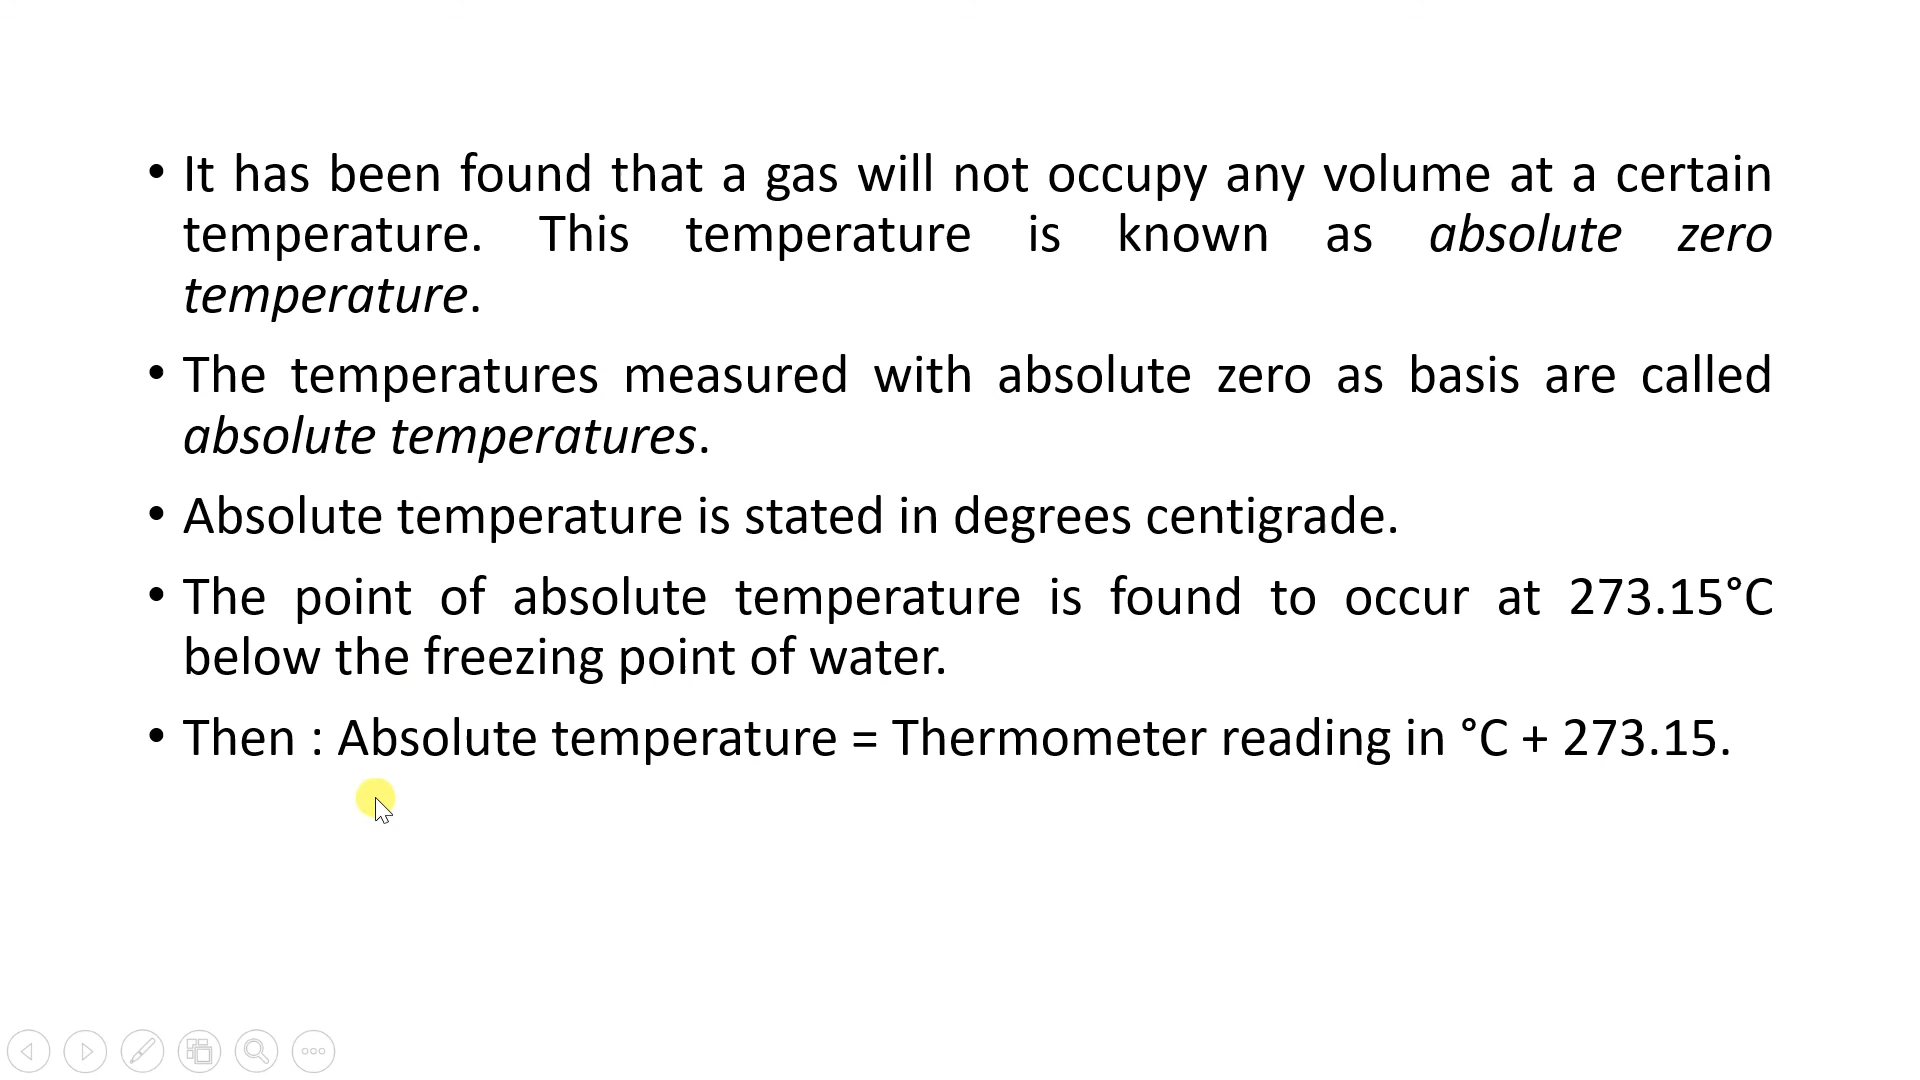 • It has been found that a gas will not occupy any volume at a certain
temperature. This temperature is known as absolute zero
temperature.
• The temperatures measured with absolute zero as basis are called
absolute temperatures.
• Absolute temperature is stated in degrees centigrade.
• The point of absolute temperature is found to occur at 273.15°C
below the freezing point of water.
• Then : Absolute temperature = Thermometer reading in °C + 273.15.